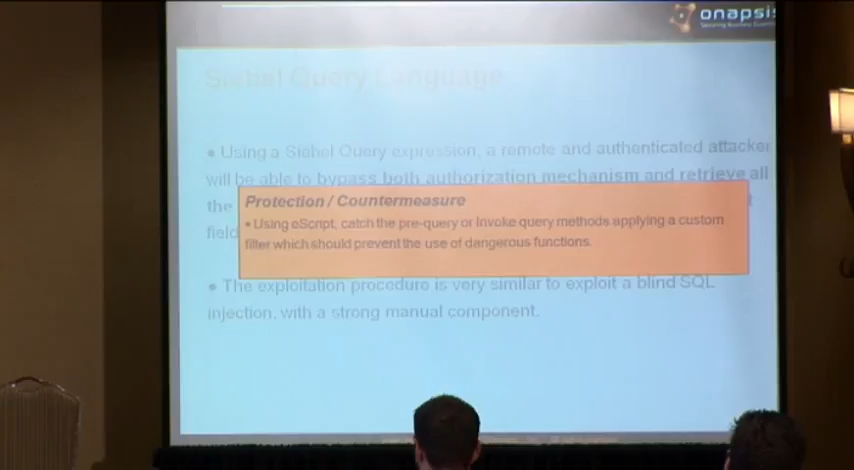 onapsis
Siebel Query Language
● Using a Siebel Query expression, a remote and authenticated attacker
will be able to bypass both authorization mechanism and retrieve all
the
field
Protection / Countermeasure
● Using eScript, catch the pre-query or Invoke query methods applying a custom
filter which should prevent the use of dangerous functions.
● The exploitation procedure is very similar to exploit a blind SQL
injection, with a strong manual component.